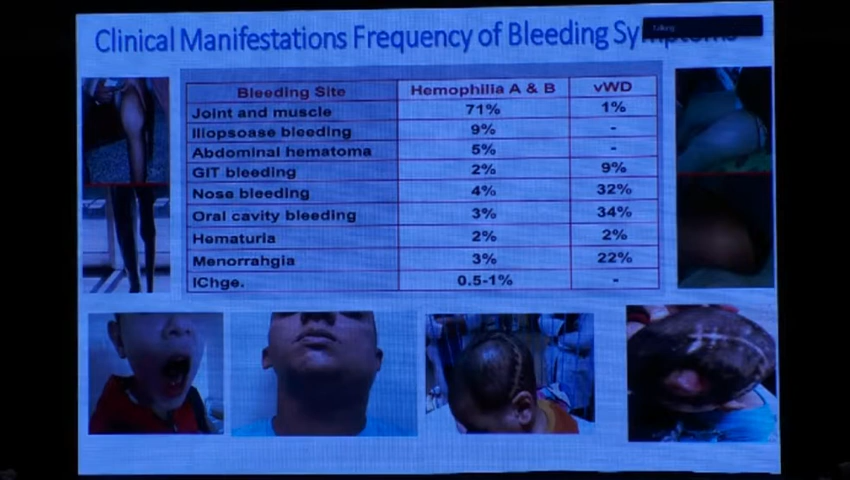 Clinical Manifestations Frequency of Bleeding Symptoms
Bleeding Site Hemophilia A & B vWD
Joint and muscle 71% 1%
Iliopsoase bleeding 9% -
Abdominal hematoma 5% -
GIT bleeding 2% 9%
Nose bleeding 4% 32%
Oral cavity bleeding 3% 34%
Hematuria 2% 2%
Menorrhagia 3% 22%
IChge. 0.5-1% -